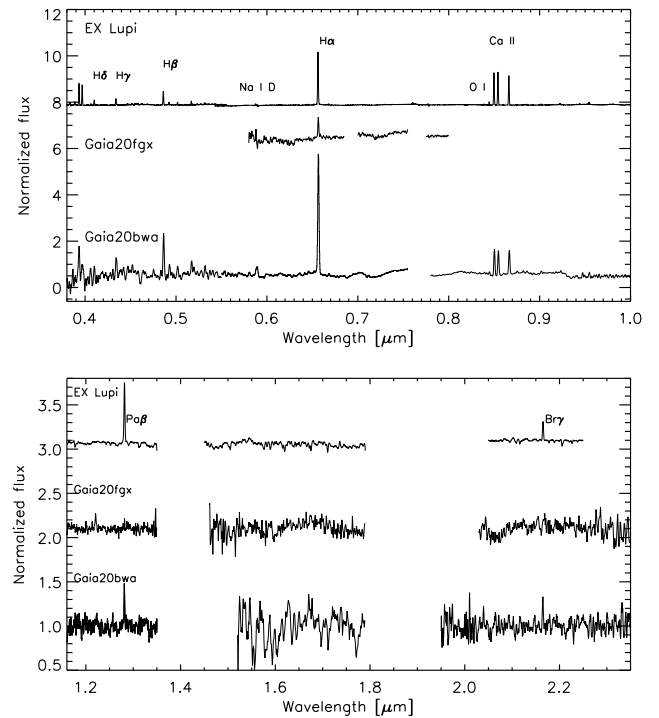 12
10
8
6
4
2
0
Normalized flux
EX Lupi
Hδ Hγ
Hβ
Na I D
Hα
O I
Ca II
Gaia20fgx
Gaia20bwa
0.4 0.5 0.6 0.7 0.8 0.9 1.0
Wavelength [μm]
3.5
3.0
2.5
2.0
1.5
1.0
0.5
Normalized flux
EX Lupi
Paβ
Brγ
Gaia20fgx
Gaia20bwa
1.2 1.4 1.6 1.8 2.0 2.2
Wavelength [μm]